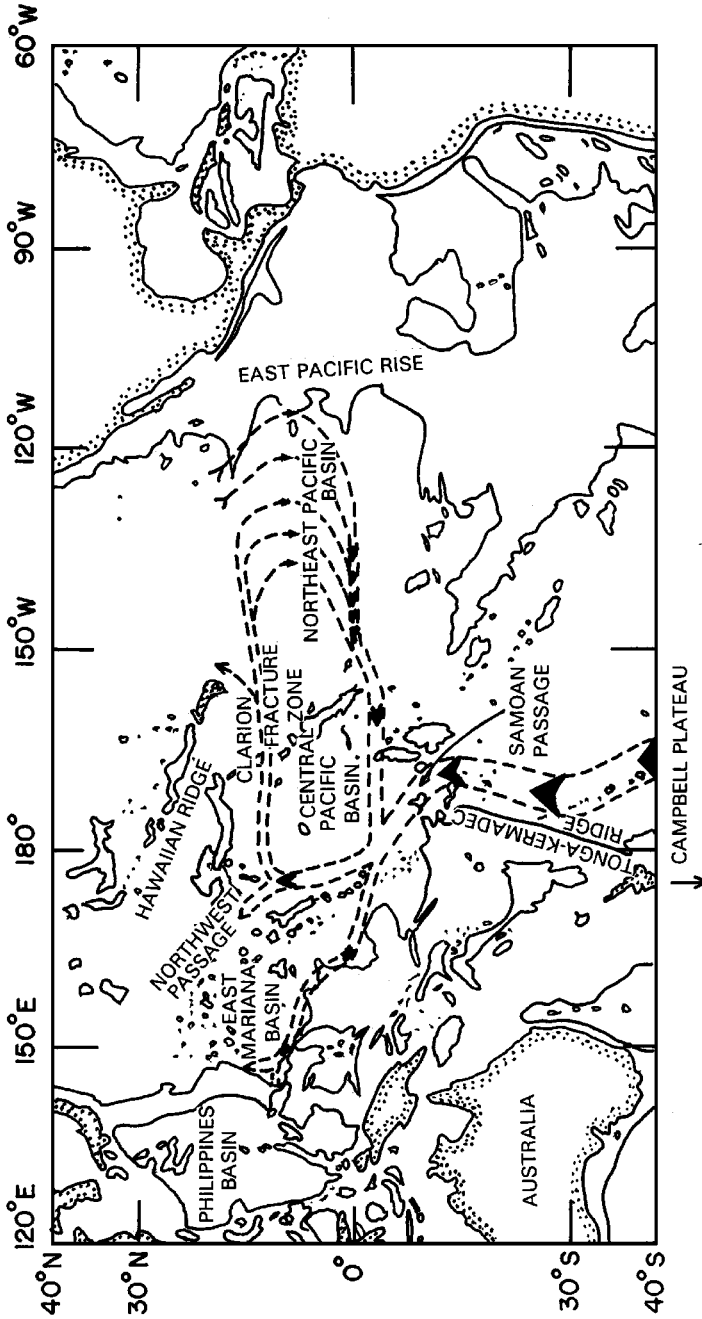 120°E
150°E
180°
150°W
120°W
90°W
60°W
40°N
30°N
0°
30°S
40°S
PHILIPPINES
BASIN
EAST
MARIANA
BASIN
NORTHWEST
PASSAGE
HAWAIIAN RIDGE
CLARION
FRACTURE
ZONE
CENTRAL
PACIFIC
BASIN
NORTHEAST PACIFIC
BASIN
EAST PACIFIC RISE
SAMOAN
PASSAGE
TONGA-KERMADEC
RIDGE
AUSTRALIA
CAMPBELL PLATEAU